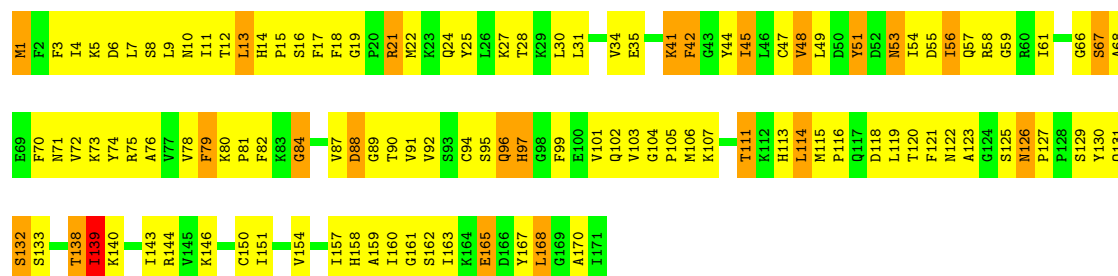 M1 F2 F3 I4 K5 D6 L7 S8 L9 N10 I11 T12 L13 H14 P15 S16 F17 F18 G19 P20 R21 M22 K23 Q24 Y25 L26 K27 T28 K29 L30 L31 V34 E35 K41 F42 G43 Y44 I45 L46 C47 V48 L49 D50 Y51 D52 N53 I54 D55 I56 Q57 R58 G59 R60 I61 G66 S67 A68
E69 F70 N71 V72 K73 Y74 R75 A76 V77 V78 F79 K80 P81 F82 K83 G84 V87 D88 G89 T90 V91 V92 S93 C94 S95 Q96 H97 G98 F99 E100 V101 Q102 V103 G104 P105 M106 K107 T111 K112 H113 L114 M115 P116 Q117 D118 L119 T120 F121 N122 A123 G124 S125 N126 P127 P128 S129 Y130 Q131
S132 S133 T138 I139 K140 I143 R144 V145 K146 C150 I151 V154 I157 H158 A159 I160 G161 S162 I163 K164 E165 D166 Y167 L168 G169 A170 I171